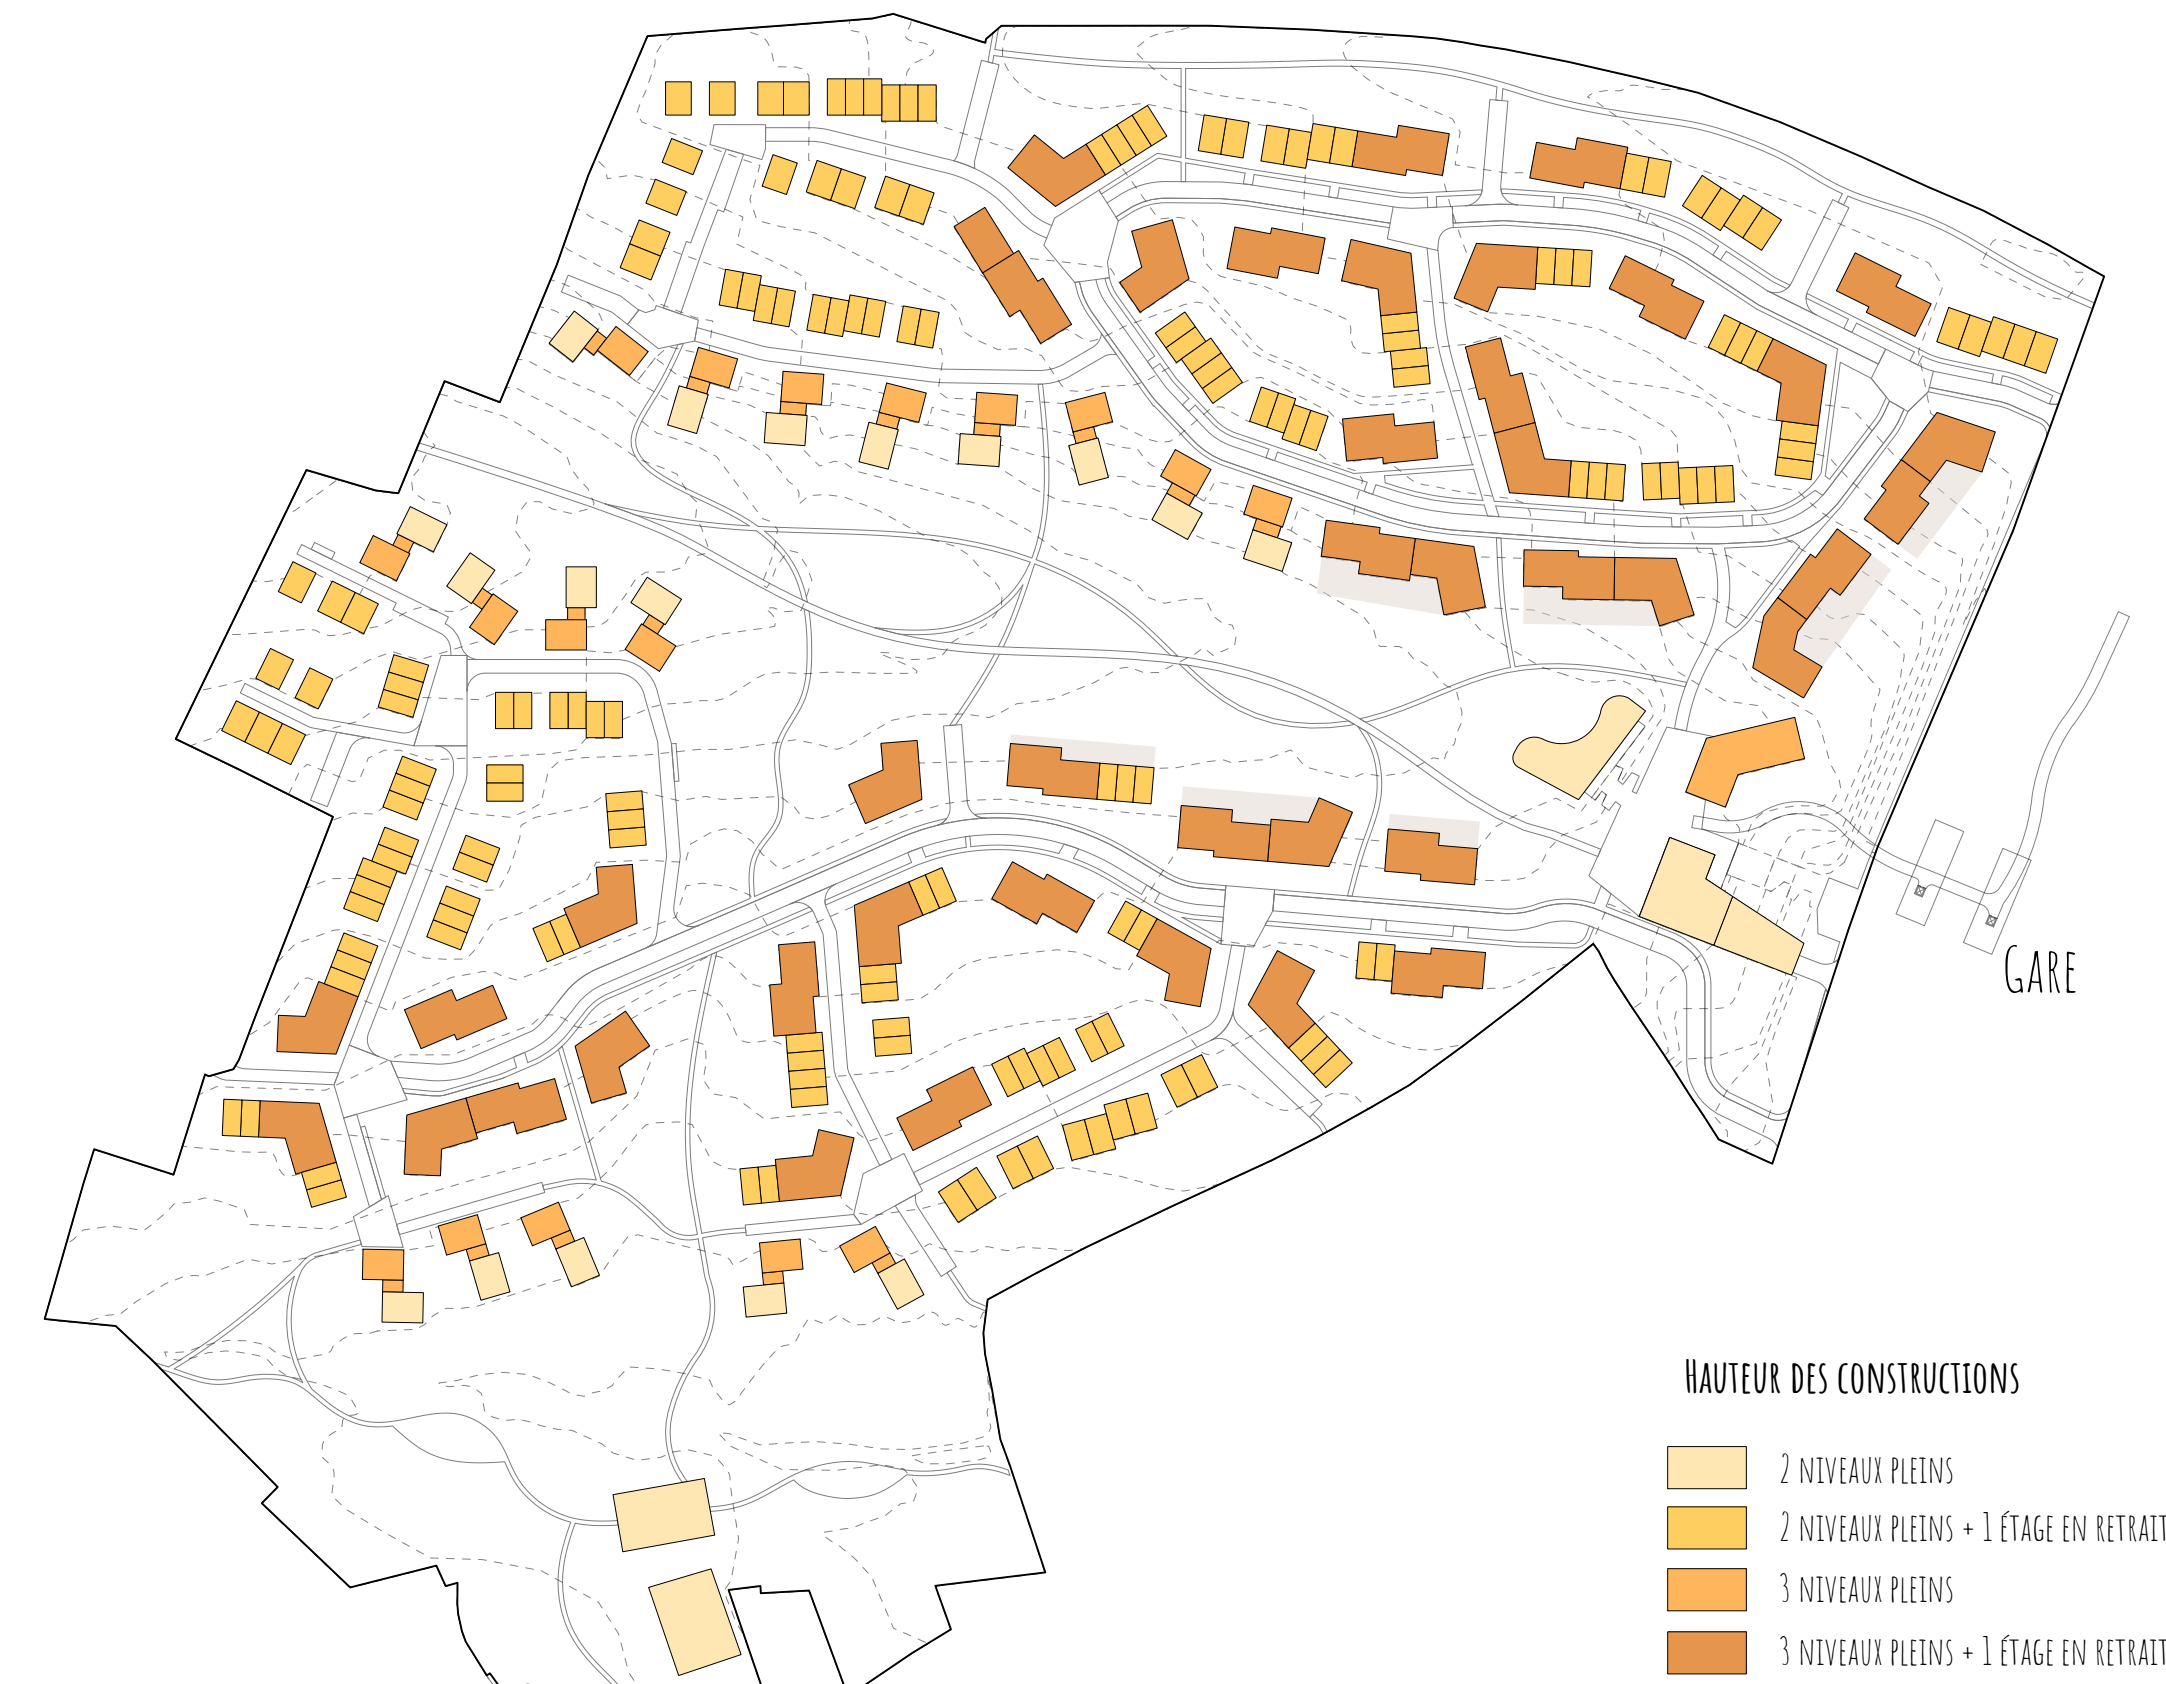 GARE
HAUTEUR DES CONSTRUCTIONS
2 NIVEAUX PLEINS
2 NIVEAUX PLEINS + 1 ÉTAGE EN RETRAIT
3 NIVEAUX PLEINS
3 NIVEAUX PLEINS + 1 ÉTAGE EN RETRAIT